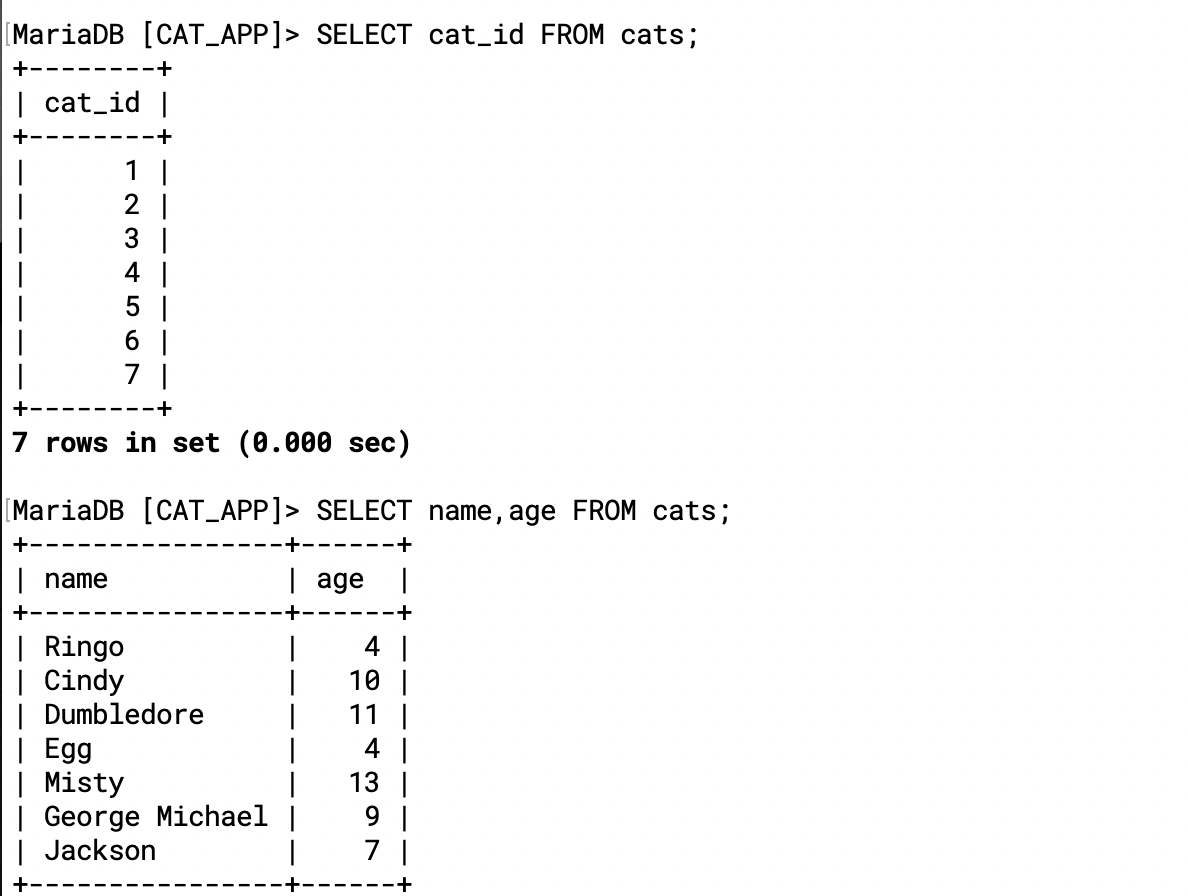 [MariaDB [CAT_APP]> SELECT cat_id FROM cats;
+--------+
| cat_id |
+--------+
|      1 |
|      2 |
|      3 |
|      4 |
|      5 |
|      6 |
|      7 |
+--------+
7 rows in set (0.000 sec)

[MariaDB [CAT_APP]> SELECT name,age FROM cats;
+----------------+------+
| name           | age  |
+----------------+------+
| Ringo          |    4 |
| Cindy          |   10 |
| Dumbledore     |   11 |
| Egg            |    4 |
| Misty          |   13 |
| George Michael |    9 |
| Jackson        |    7 |
+----------------+------+